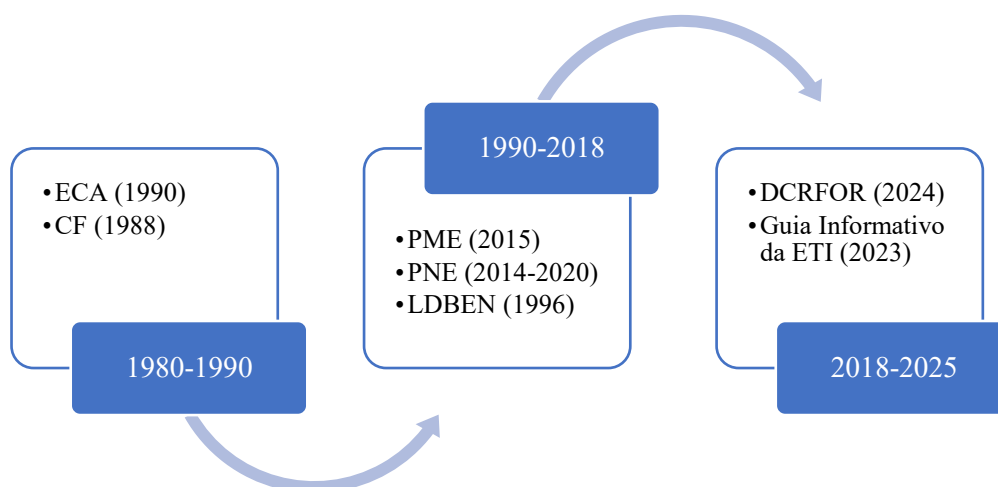 •ECA (1990)
•CF (1988)
1980-1990
1990-2018
•PME (2015)
•PNE (2014-2020)
•LDBEN (1996)
•DCRFOR (2024)
•Guia Informativo
da ETI (2023)
2018-2025